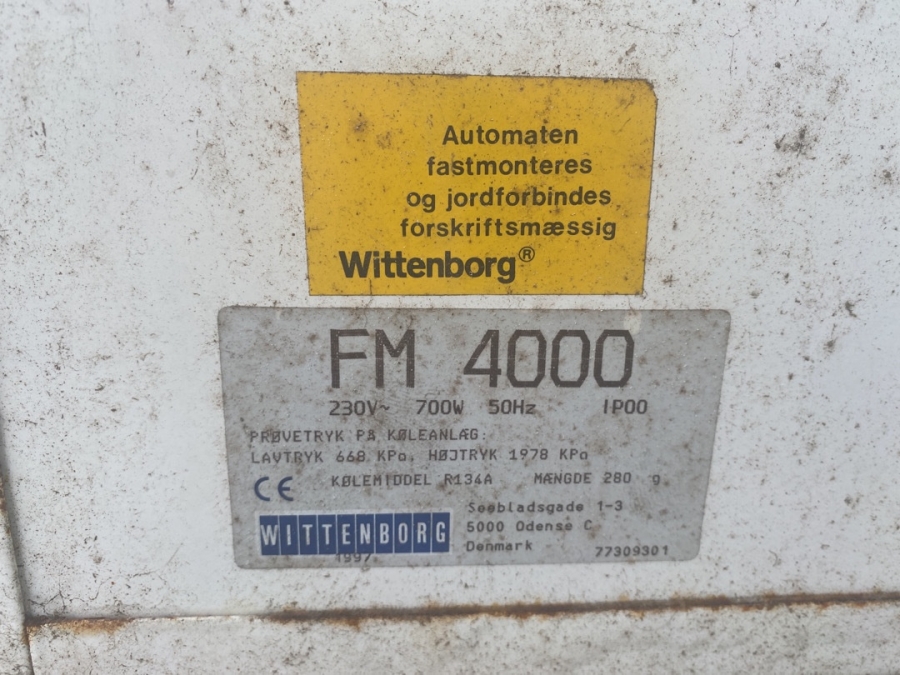 Automaten
fastmonteres
og jordforbindes
forskriftsmæssig
Wittenborg®
FM 4000
230V~ 700W 50Hz IP00
PRØVETRYK PÅ KØLEANLÆG:
LAVTRYK 668 KPa. HØJTRYK 1978 KPa
CE KØLEMIDDEL R134A MÆNGDE 280 g
WITTENBORG
Seebladsgade 1-3
5000 Odense C
Denmark 77309301
1997